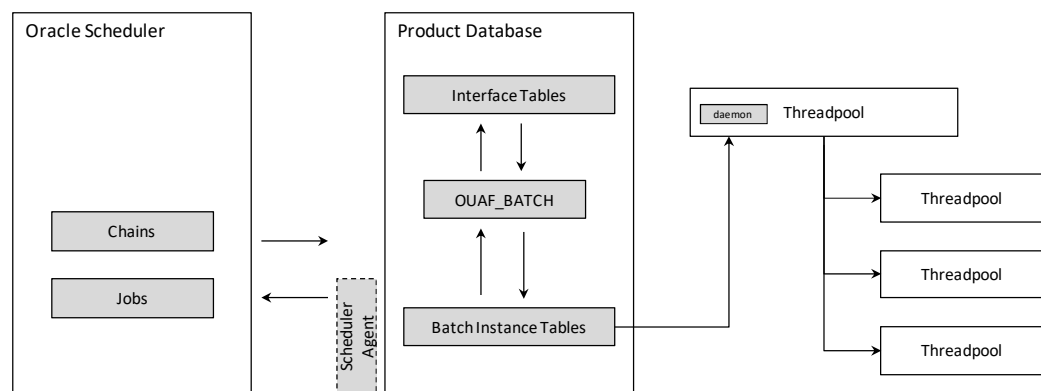 Oracle Scheduler
Chains
Jobs
Scheduler
Agent
Product Database
Interface Tables
OUAF_BATCH
Batch Instance Tables
daemon
Threadpool
Threadpool
Threadpool
Threadpool